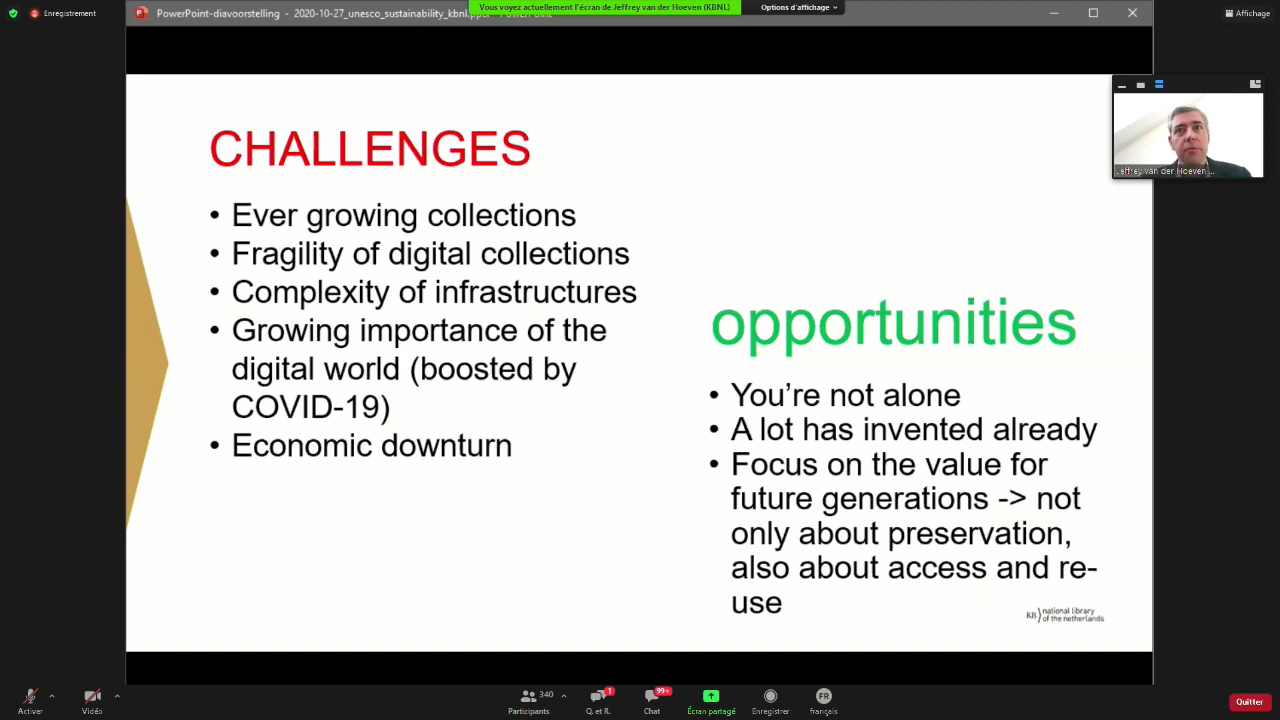 Enregistrement
PowerPoint-diavoorstelling - 2020-10-27_unesco_sustainability_kbnl.pptx - PowerPoint
Vous voyez actuellement l'écran de Jeffrey van der Hoeven (KBNL)
Options d'affichage
Affichage
CHALLENGES
• Ever growing collections
• Fragility of digital collections
• Complexity of infrastructures
• Growing importance of the
digital world (boosted by
COVID-19)
• Economic downturn
Jeffrey van der Hoeven ...
opportunities
• You're not alone
• A lot has invented already
• Focus on the value for
future generations -> not
only about preservation,
also about access and re-
use
KB} national library
of the netherlands
Activer
Vidéo
340
Participants
1
Q. et R.
99+
Chat
Écran partagé
Enregistrer
FR
français
Quitter